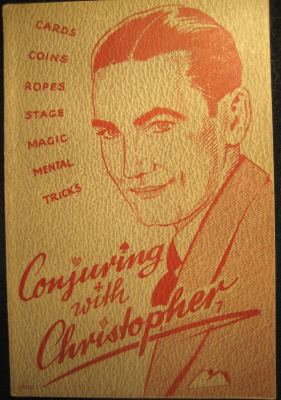 CARDS
COINS
ROPES
STAGE
MAGIC
MENTAL
TRICKS
Conjuring
with
Christopher